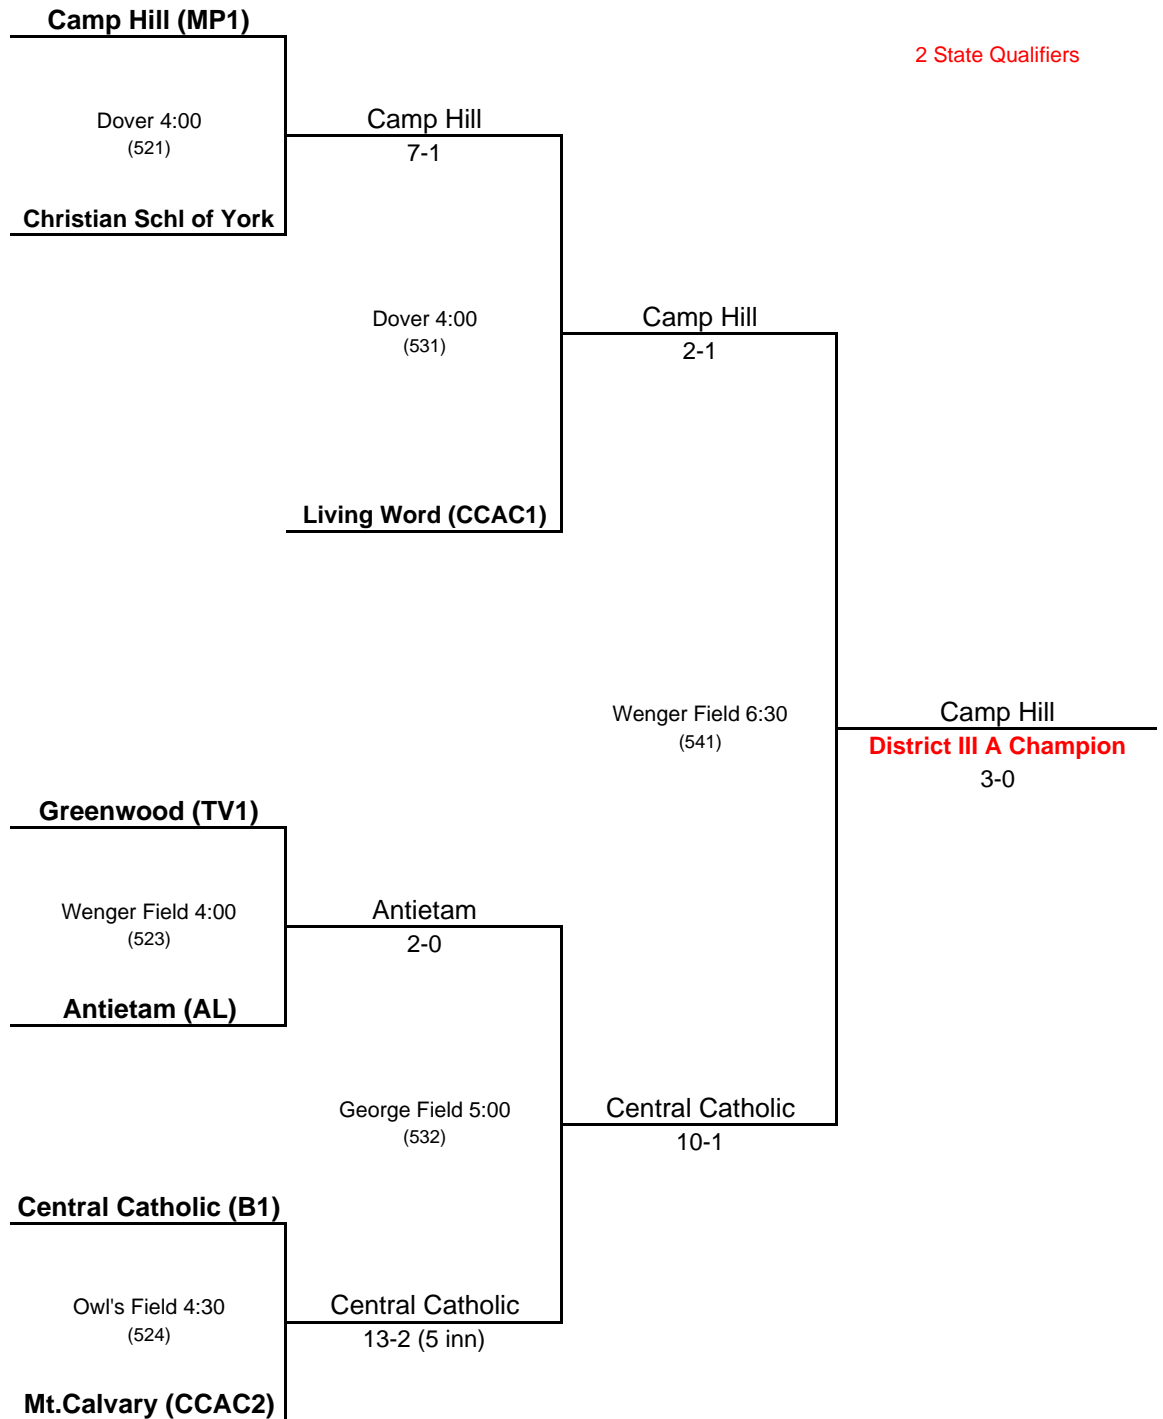 Camp Hill (MP1)
2 State Qualifiers
Dover 4:00
(521)
Camp Hill
7-1
Christian Schl of York
Dover 4:00
(531)
Camp Hill
2-1
Living Word (CCAC1)
Wenger Field 6:30
(541)
Camp Hill
District III A Champion
3-0
Greenwood (TV1)
Wenger Field 4:00
(523)
Antietam
2-0
Antietam (AL)
George Field 5:00
(532)
Central Catholic
10-1
Central Catholic (B1)
Owl's Field 4:30
(524)
Central Catholic
13-2 (5 inn)
Mt.Calvary (CCAC2)